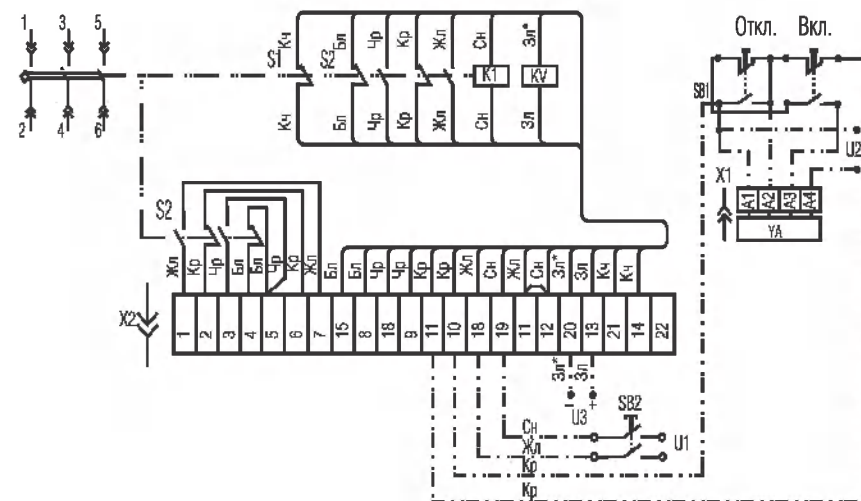 1 3 5
Откл. Вкл.
S1 Кч S2 Бл Чр Кр Жл Сн Зл*
K1 KV
Кч Бл Чр Кр Жл Сн Зл
2 4 6
SB1
U2
X1
A1 A2 A3 A4
YA
S2
Жл Кр Чр Бл Бл Чр Кр Жл Бл Бл Чр Чр Кр Кр Жл Сн Жл Сн Зл* Зл Кч Кч
X2
1 2 3 4 5 6 7 15 8 18 9 11 10 18 19 11 12 20 13 21 14 22
Зл* Зл
− +
U3
SB2
Сн
Жл
U1
Кр
Кр